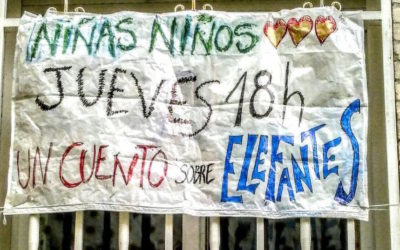 NIÑAS NIÑOS
JUEVES 18h
UN CUENTO SOBRE ELEFANTES